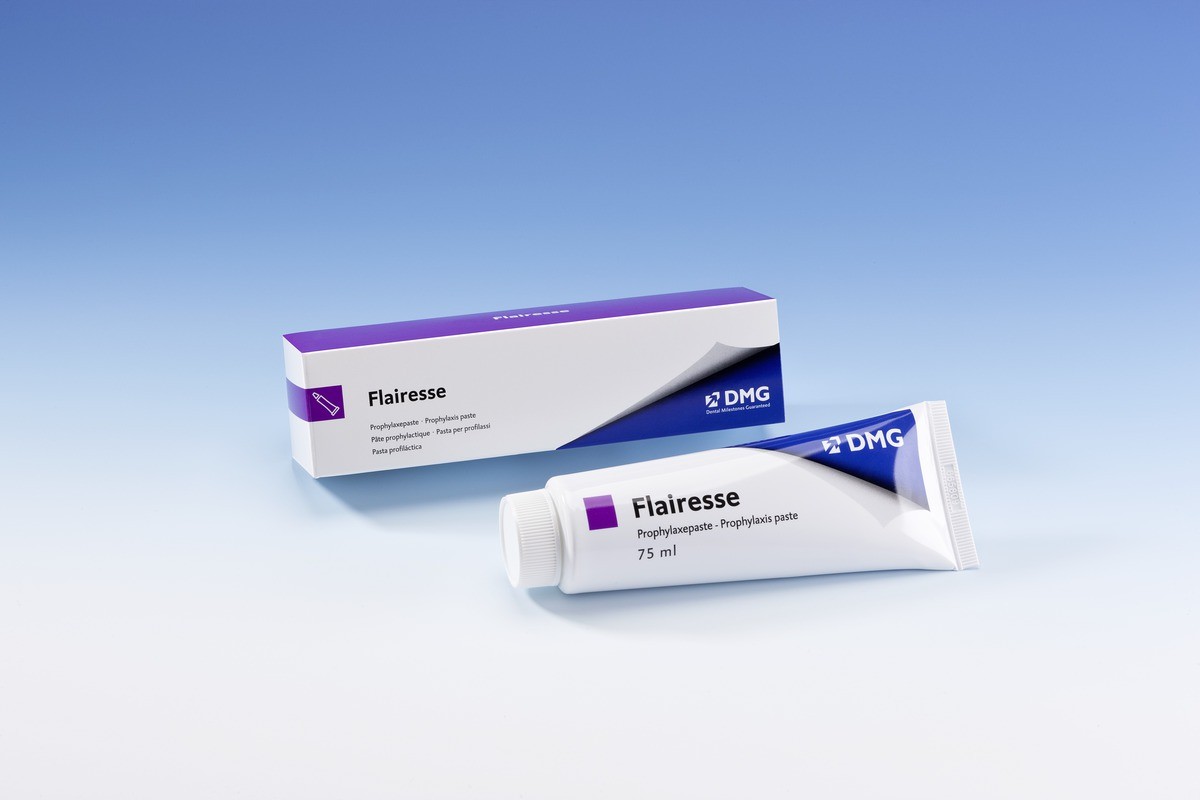 Flairesse
Flairesse
Prophylaxepaste · Prophylaxis paste
Pâte prophylactique · Pasta per profilassi
Pasta profiláctica
DMG
Dental Milestones Guaranteed
DMG
Flairesse
Prophylaxepaste - Prophylaxis paste
75 ml